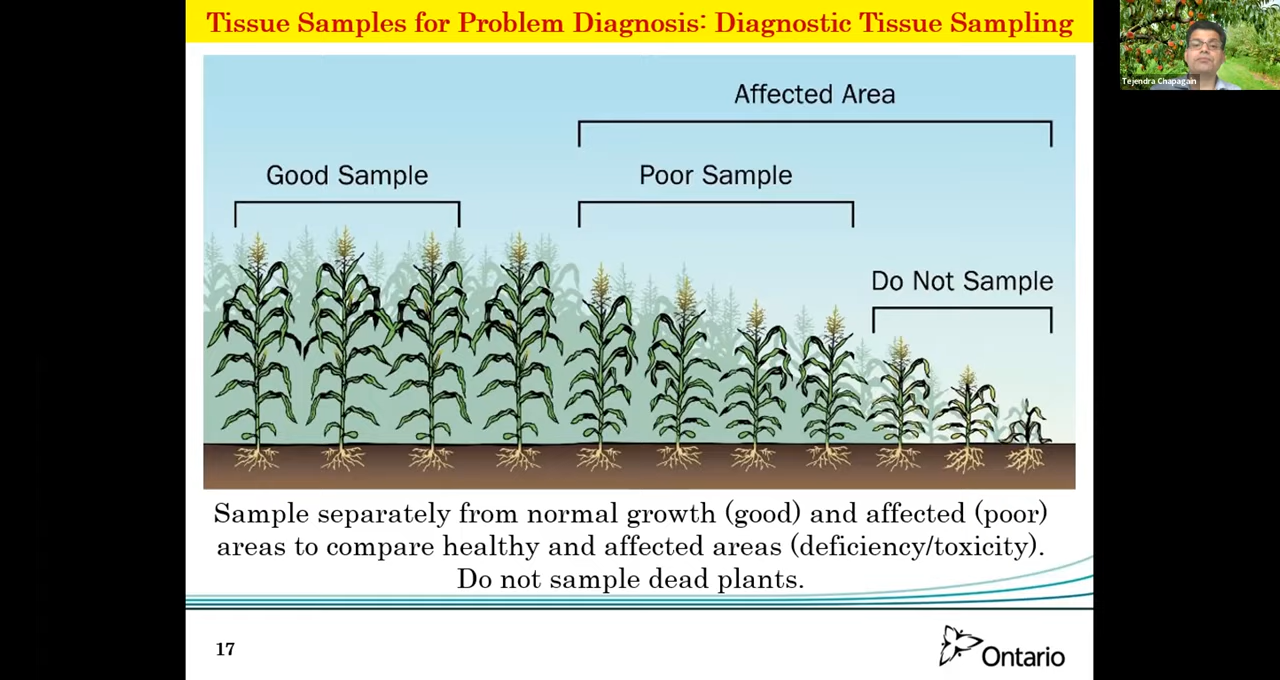 Tissue Samples for Problem Diagnosis: Diagnostic Tissue Sampling
Tejendra Chapagain
Affected Area
Good Sample
Poor Sample
Do Not Sample
Sample separately from normal growth (good) and affected (poor)
areas to compare healthy and affected areas (deficiency/toxicity).
Do not sample dead plants.
17
Ontario